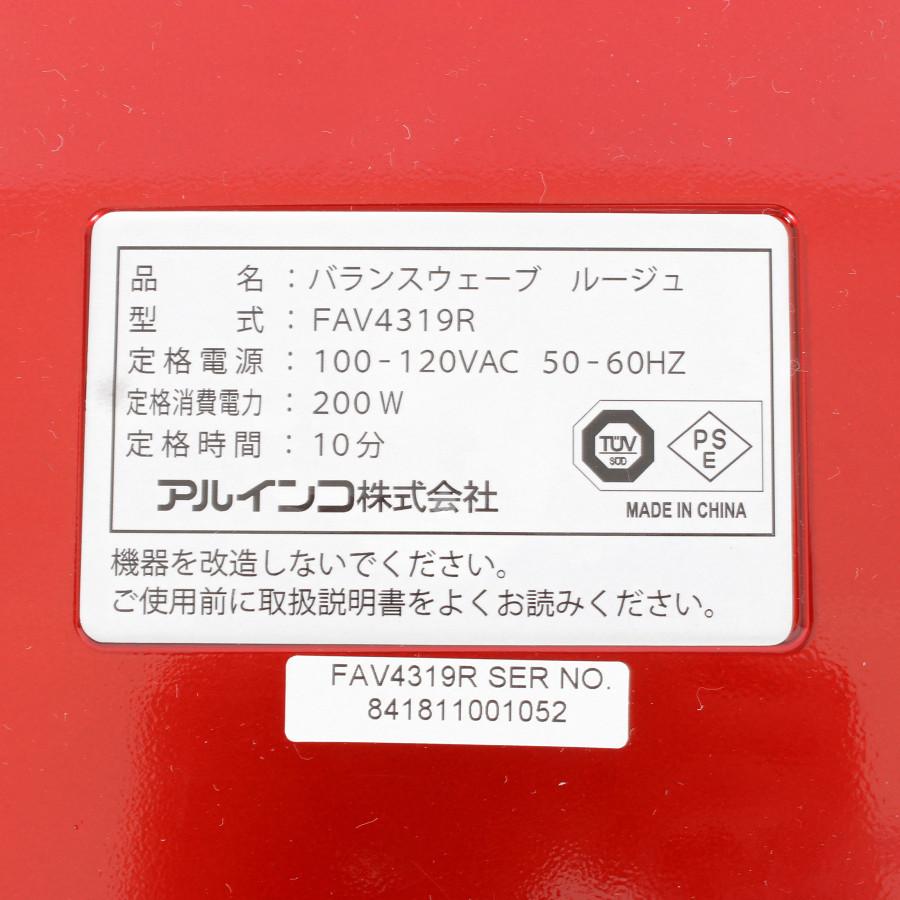 品名：バランスウェーブ ルージュ
型式：FAV4319R
定格電源：100-120VAC 50-60HZ
定格消費電力：200W
定格時間：10分
TÜV
SÜD
PS
E
アルインコ株式会社
MADE IN CHINA
機器を改造しないでください。
ご使用前に取扱説明書をよくお読みください。
FAV4319R SER NO.
841811001052